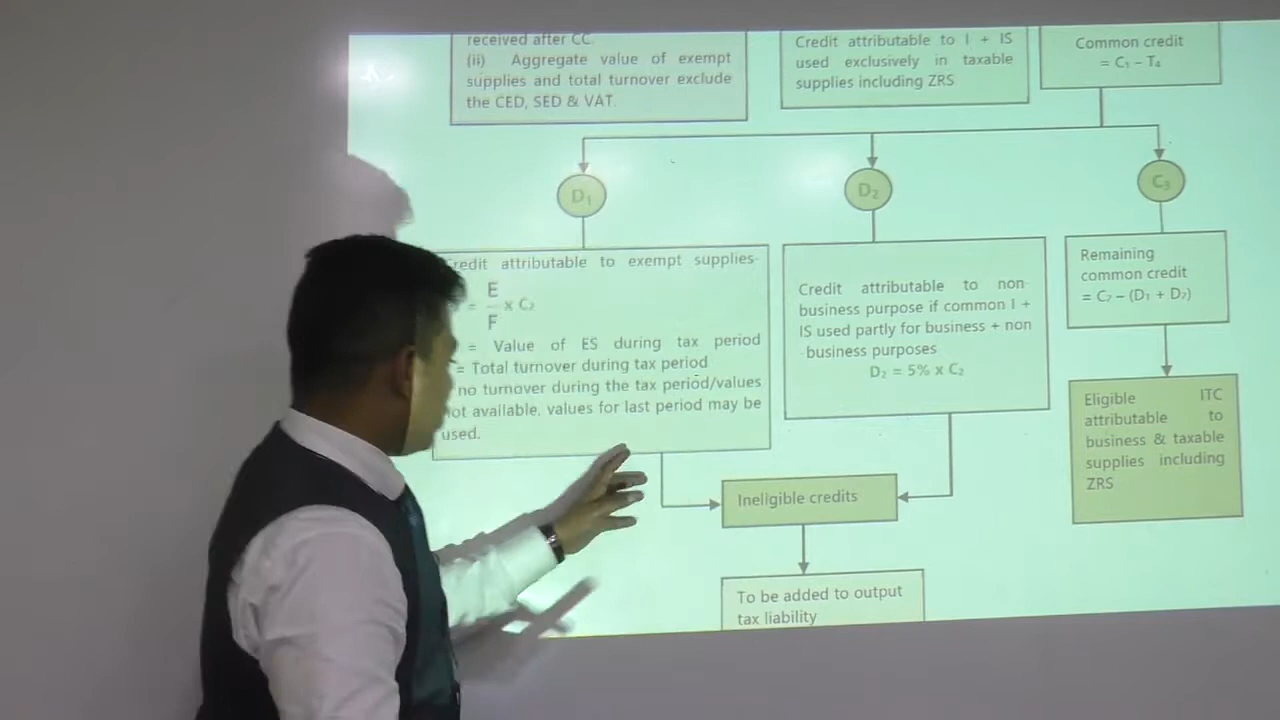 received after CC.
(ii) Aggregate value of exempt
supplies and total turnover exclude
the CED, SED & VAT.
Credit attributable to I + IS
used exclusively in taxable
supplies including ZRS
Common credit
= C₁ – T₄
D₁
D₂
C₃
redit attributable to exempt supplies-
= E/F x C₂
= Value of ES during tax period
= Total turnover during tax period
no turnover during the tax period/values
not available, values for last period may be
used.
Credit attributable to non
business purpose if common I +
IS used partly for business + non
-business purposes
D₂ = 5% x C₂
Remaining
common credit
= C₂ – (D₁ + D₂)
Eligible ITC
attributable to
business & taxable
supplies including
ZRS
Ineligible credits
To be added to output
tax liability